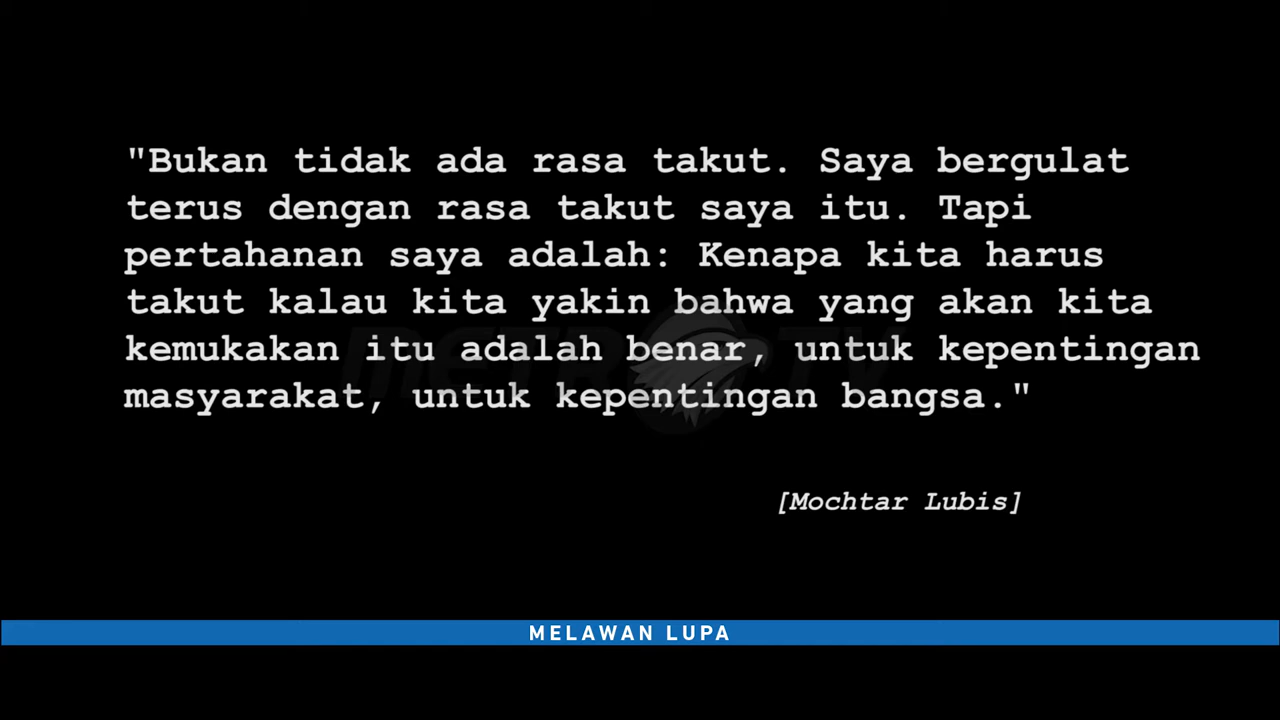 "Bukan tidak ada rasa takut. Saya bergulat
terus dengan rasa takut saya itu. Tapi
pertahanan saya adalah: Kenapa kita harus
takut kalau kita yakin bahwa yang akan kita
kemukakan itu adalah benar, untuk kepentingan
masyarakat, untuk kepentingan bangsa."
METRO TV
[Mochtar Lubis]
MELAWAN LUPA